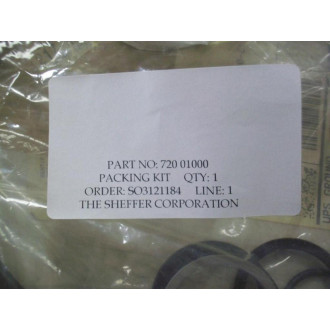 PART NO: 720 01000
PACKING KIT QTY: 1
ORDER: SO3121184 LINE: 1
THE SHEFFER CORPORATION